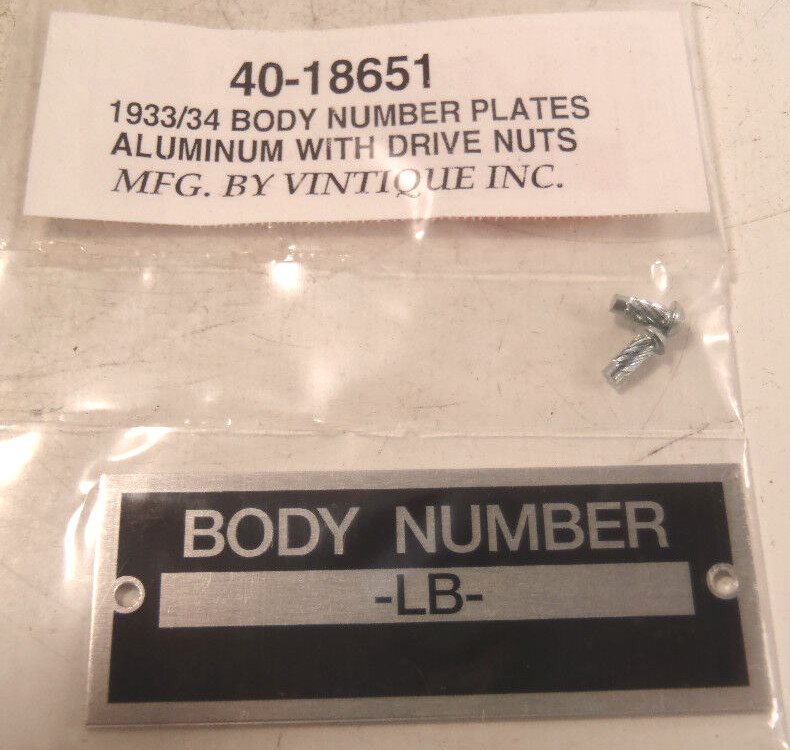 40-18651
1933/34 BODY NUMBER PLATES
ALUMINUM WITH DRIVE NUTS
MFG. BY VINTIQUE INC.
BODY NUMBER
-LB-